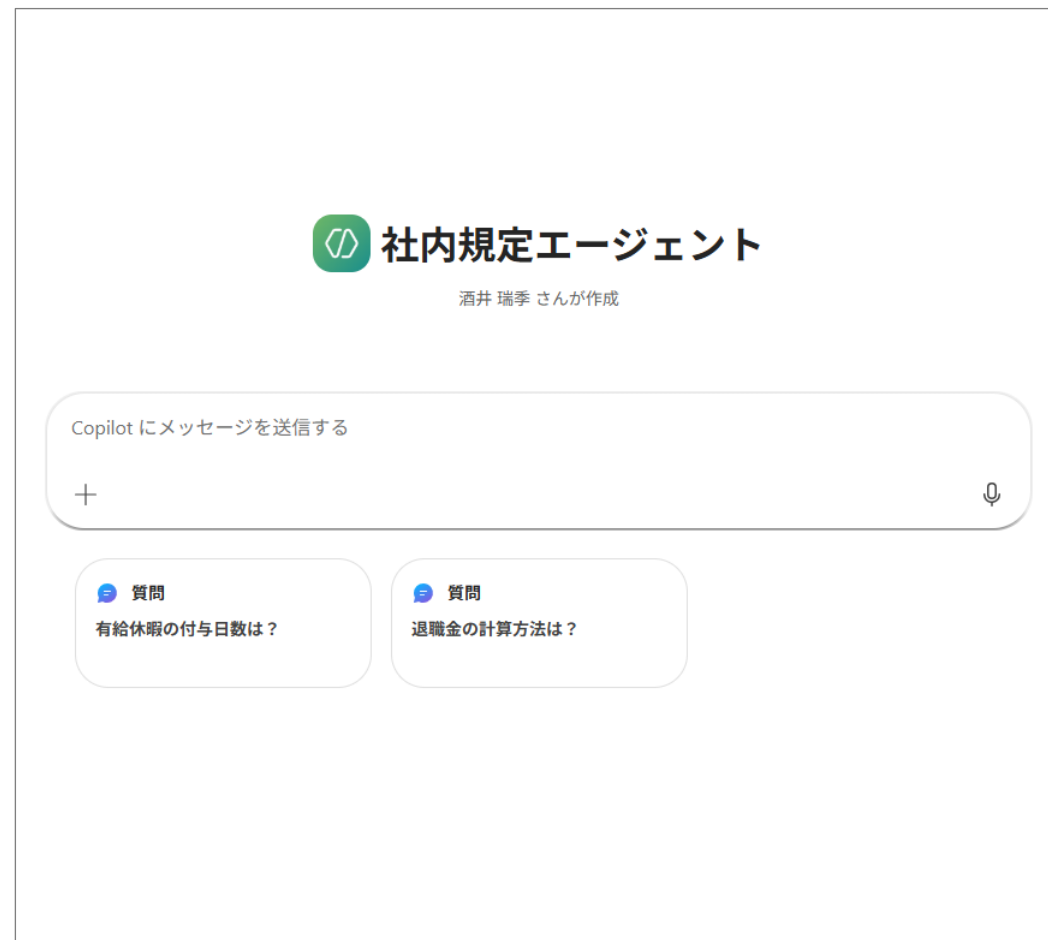 社内規定エージェント
酒井 瑞季 さんが作成
Copilot にメッセージを送信する
質問
有給休暇の付与日数は？
質問
退職金の計算方法は？